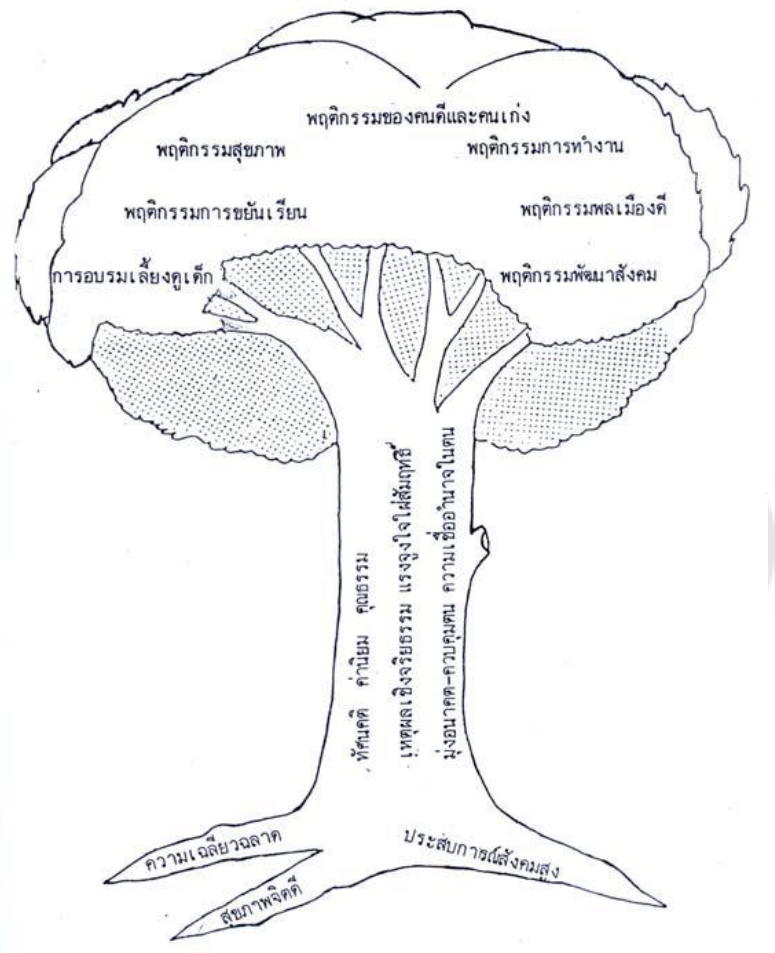 พฤติกรรมของคนดีและคนเก่ง
พฤติกรรมสุขภาพ
พฤติกรรมการทำงาน
พฤติกรรมการขยันเรียน
พฤติกรรมพลเมืองดี
การอบรมเลี้ยงดูเด็ก
พฤติกรรมพัฒนาสังคม
ทัศนคติ ค่านิยม คุณธรรม
เหตุผลเชิงจริยธรรม แรงจูงใจใฝ่สัมฤทธิ์
มุ่งอนาคต-ควบคุมตน ความเชื่ออำนาจในตน
ความเฉลียวฉลาด
ประสบการณ์สังคมสูง
สุขภาพจิตดี